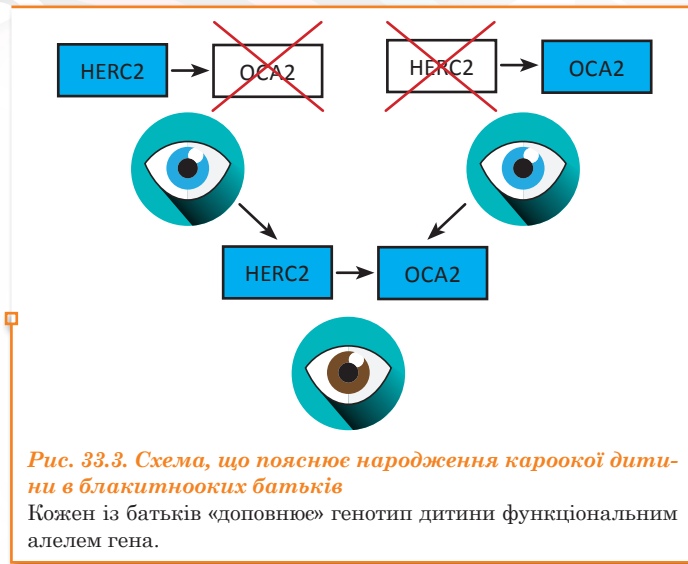 HERC2 OCA2 HERC2 OCA2
HERC2 OCA2
Рис. 33.3. Схема, що пояснює народження кароокої дити-
ни в блакитнооких батьків
Кожен із батьків «доповнює» генотип дитини функціональним
алелем гена.